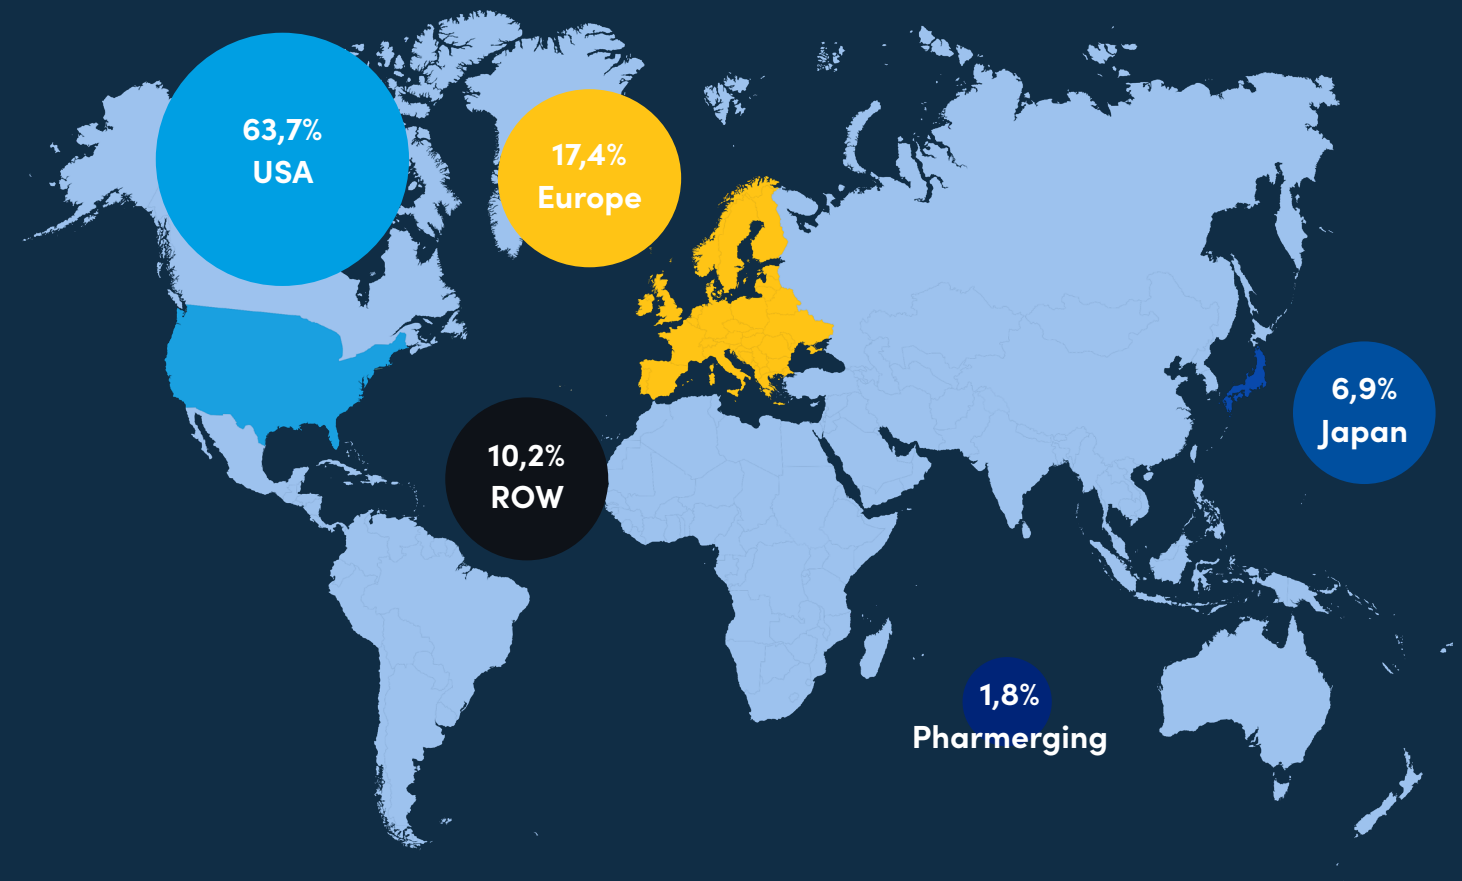 63,7%
USA
17,4%
Europe
10,2%
ROW
6,9%
Japan
1,8%
Pharmerging